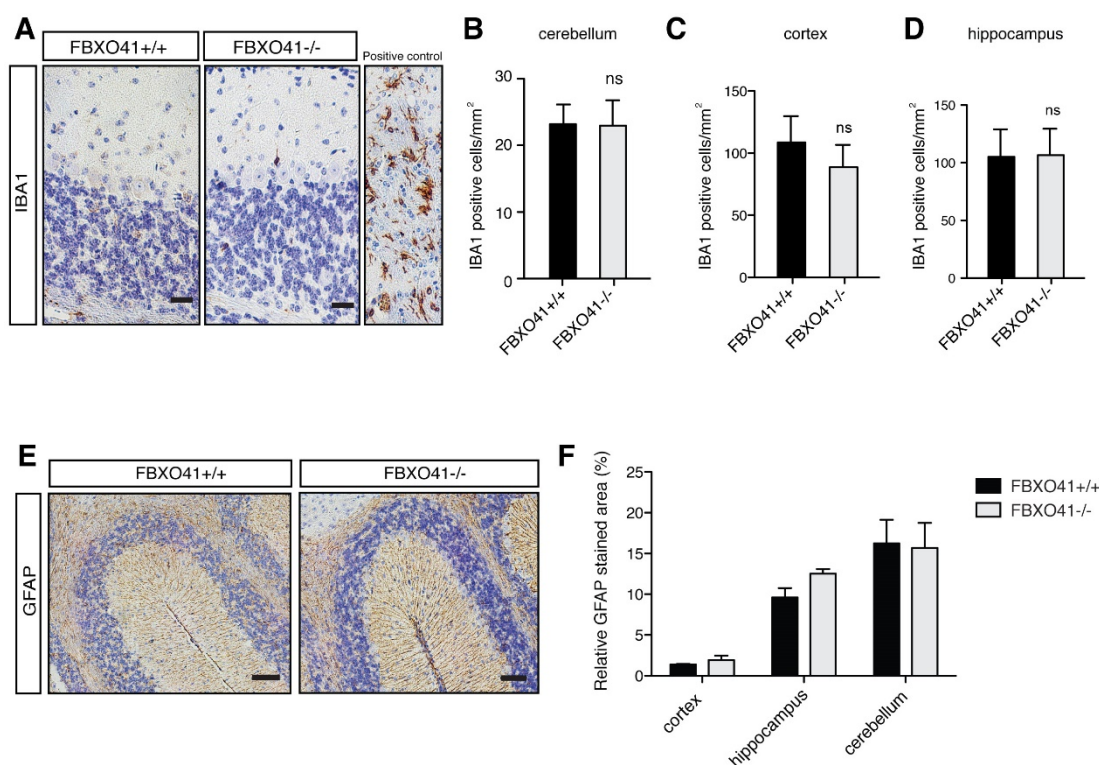 A
FBXO41+/+
FBXO41-/-
Positive control
IBA1
B
cerebellum
IBA1 positive cells/mm²
30
20
10
0
ns
FBXO41+/+
FBXO41-/-
C
cortex
IBA1 positive cells/mm²
150
100
50
0
ns
FBXO41+/+
FBXO41-/-
D
hippocampus
IBA1 positive cells/mm²
150
100
50
0
ns
FBXO41+/+
FBXO41-/-
E
FBXO41+/+
FBXO41-/-
GFAP
F
Relative GFAP stained area (%)
25
20
15
10
5
0
cortex
hippocampus
cerebellum
FBXO41+/+
FBXO41-/-